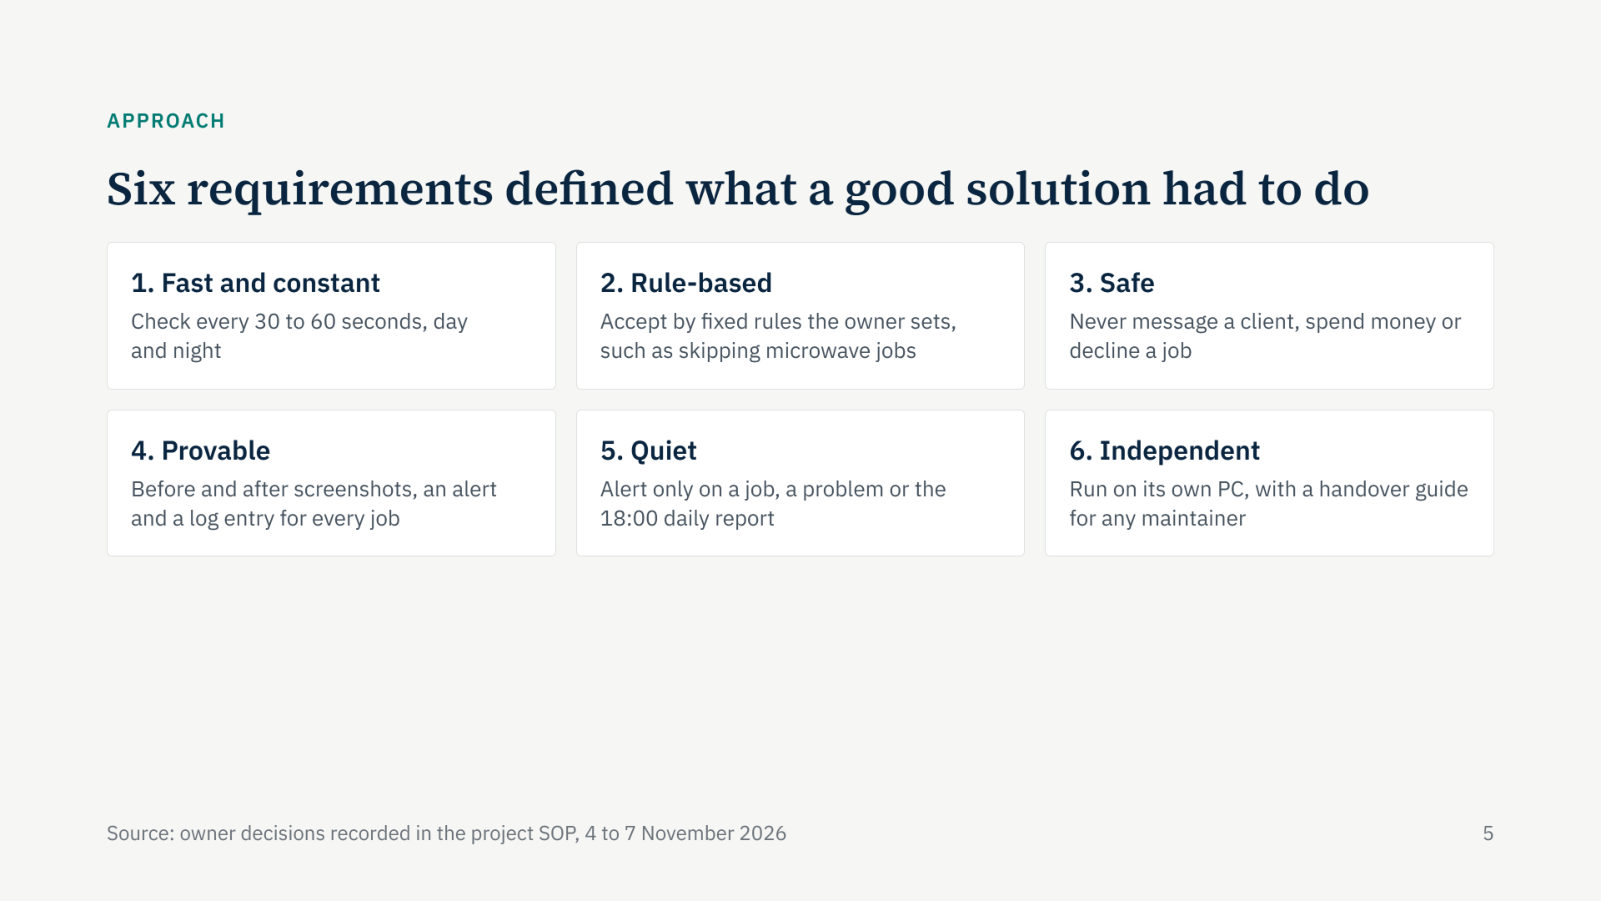 APPROACH
Six requirements defined what a good solution had to do
1. Fast and constant
Check every 30 to 60 seconds, day
and night
2. Rule-based
Accept by fixed rules the owner sets,
such as skipping microwave jobs
3. Safe
Never message a client, spend money or
decline a job
4. Provable
Before and after screenshots, an alert
and a log entry for every job
5. Quiet
Alert only on a job, a problem or the
18:00 daily report
6. Independent
Run on its own PC, with a handover guide
for any maintainer
Source: owner decisions recorded in the project SOP, 4 to 7 November 2026
5